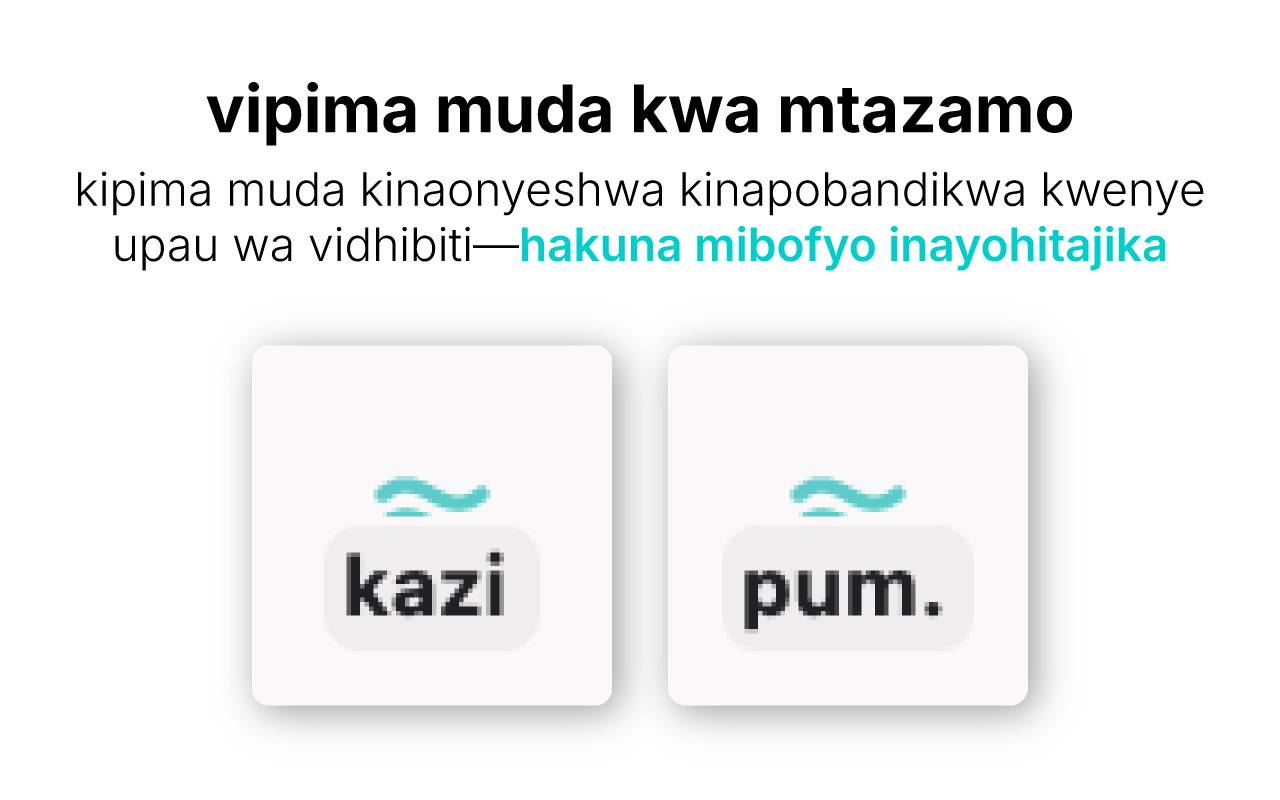 vipima muda kwa mtazamo
kipima muda kinaonyeshwa kinapobandikwa kwenye
upau wa vidhibiti—hakuna mibofyo inayohitajika
kazi
pum.